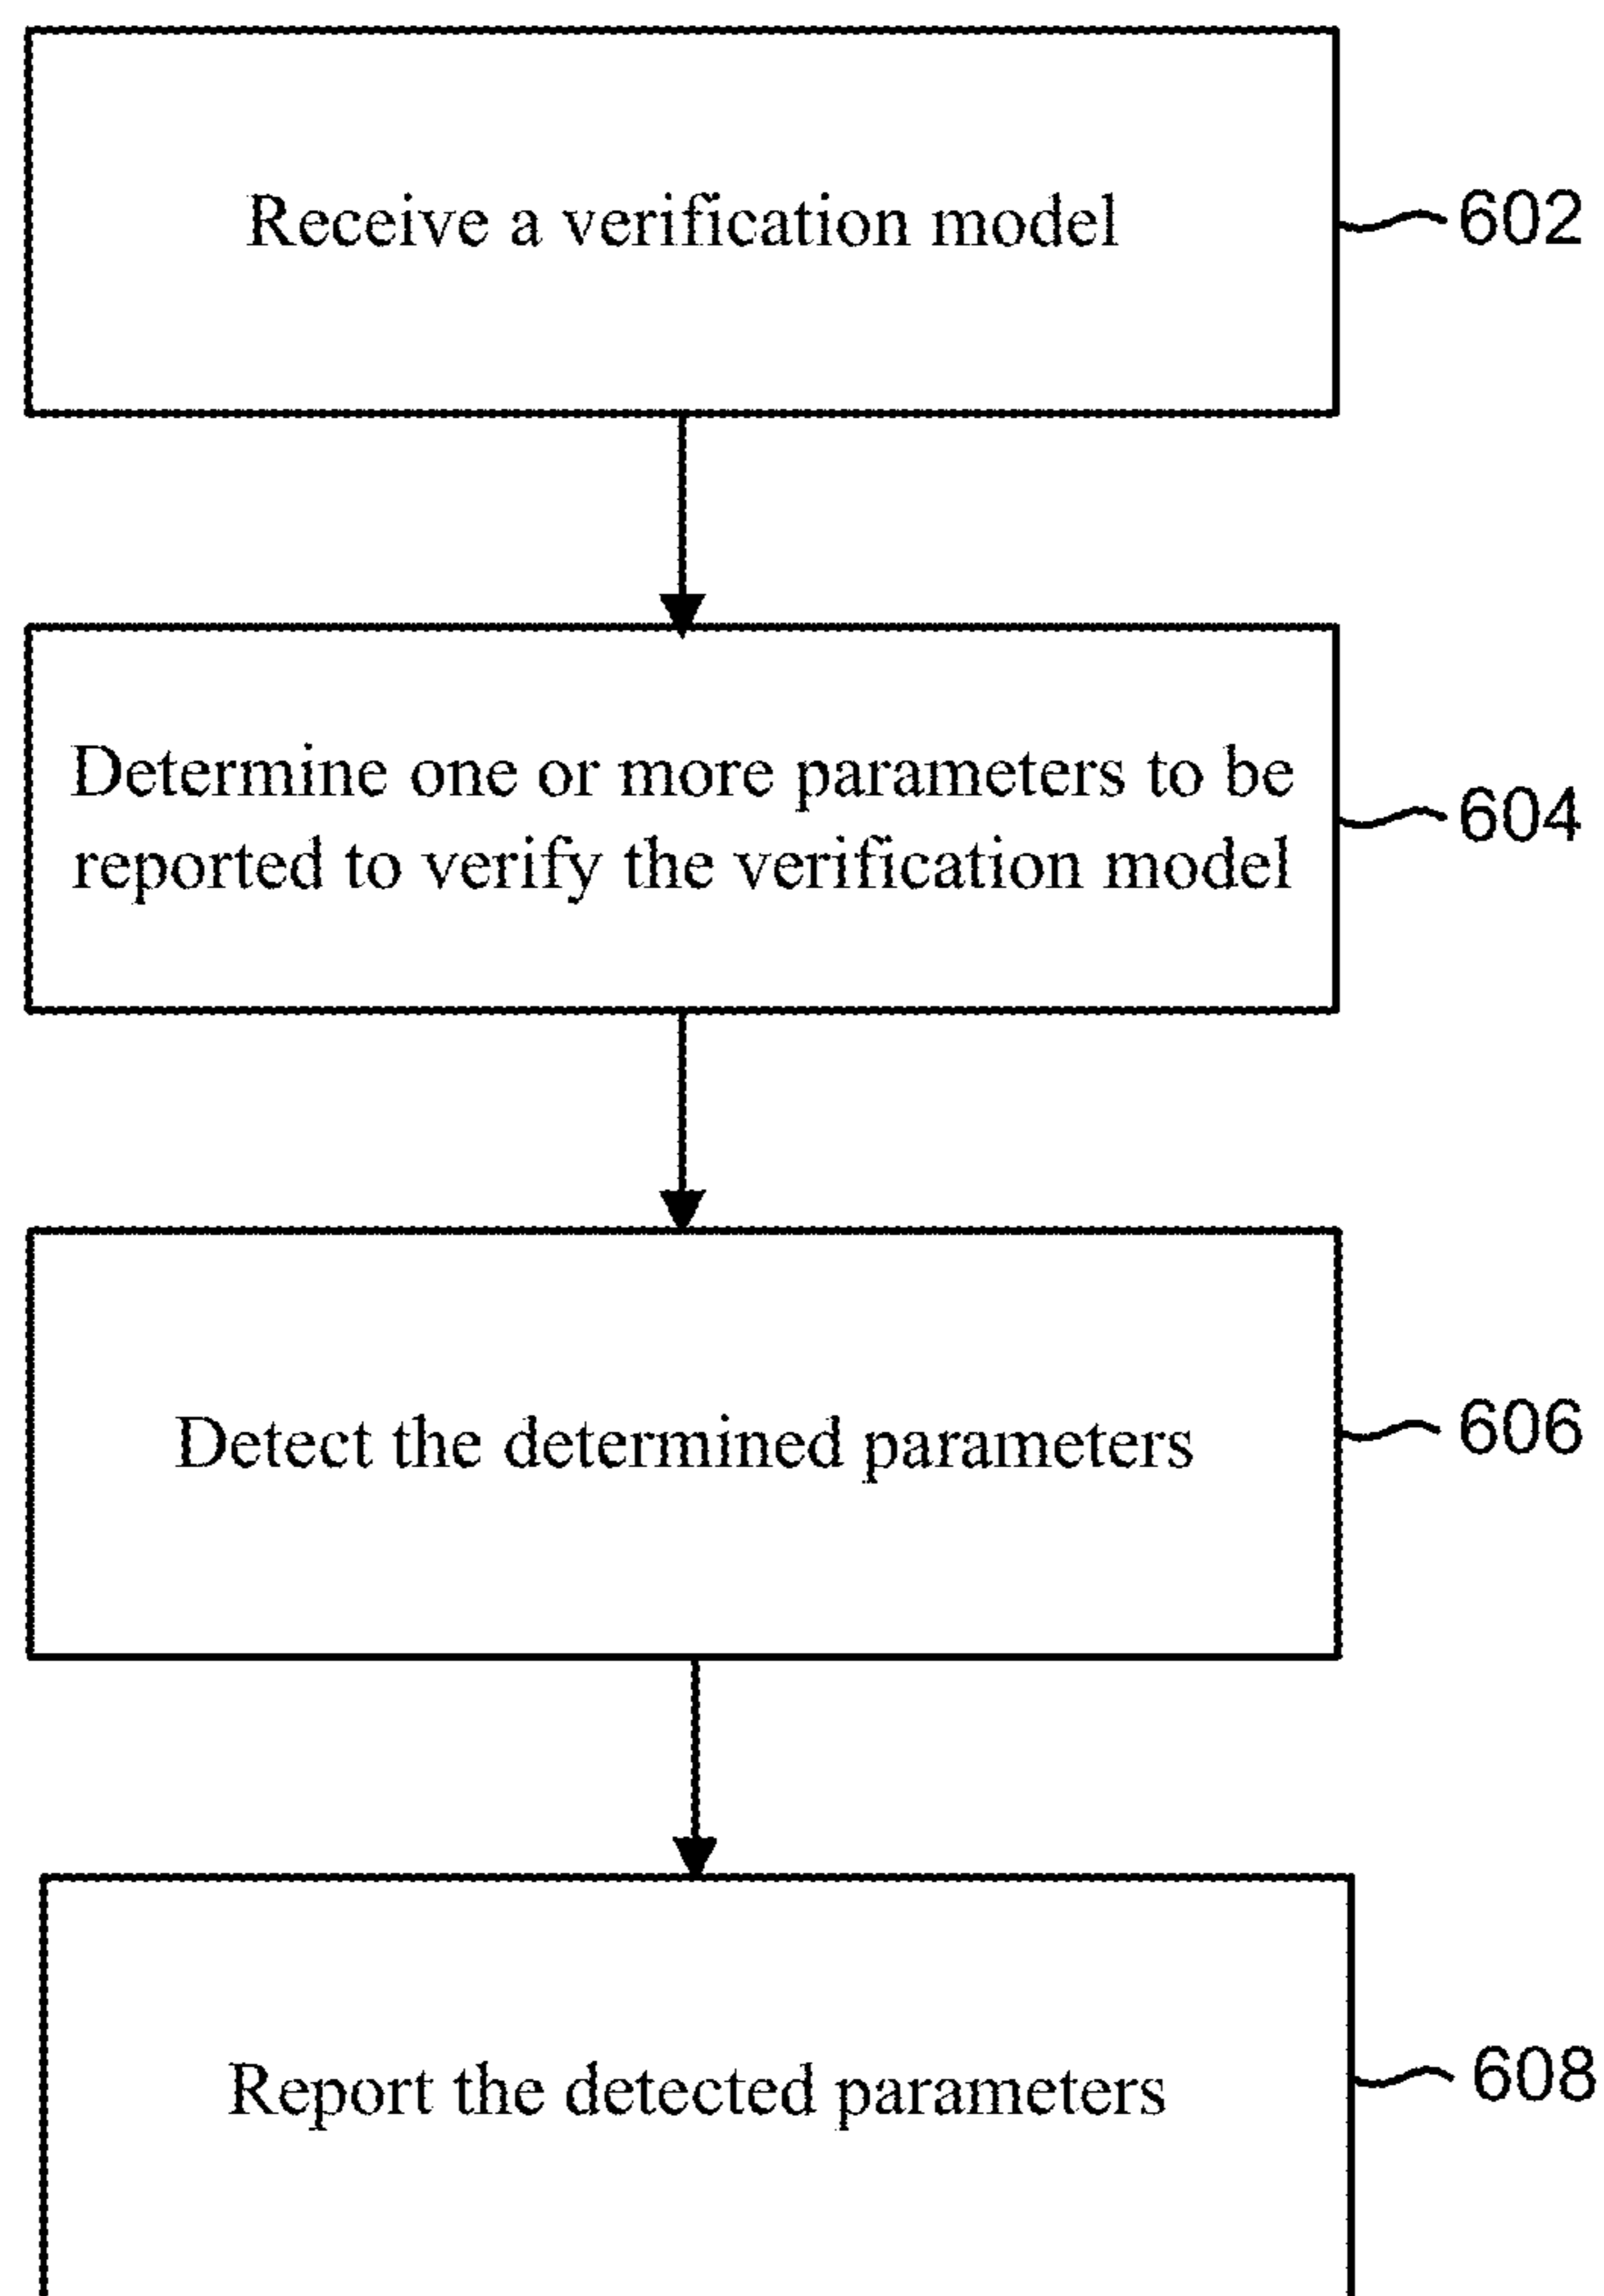 Receive a verification model
602
Determine one or more parameters to be
reported to verify the verification model
604
Detect the determined parameters
606
Report the detected parameters
608